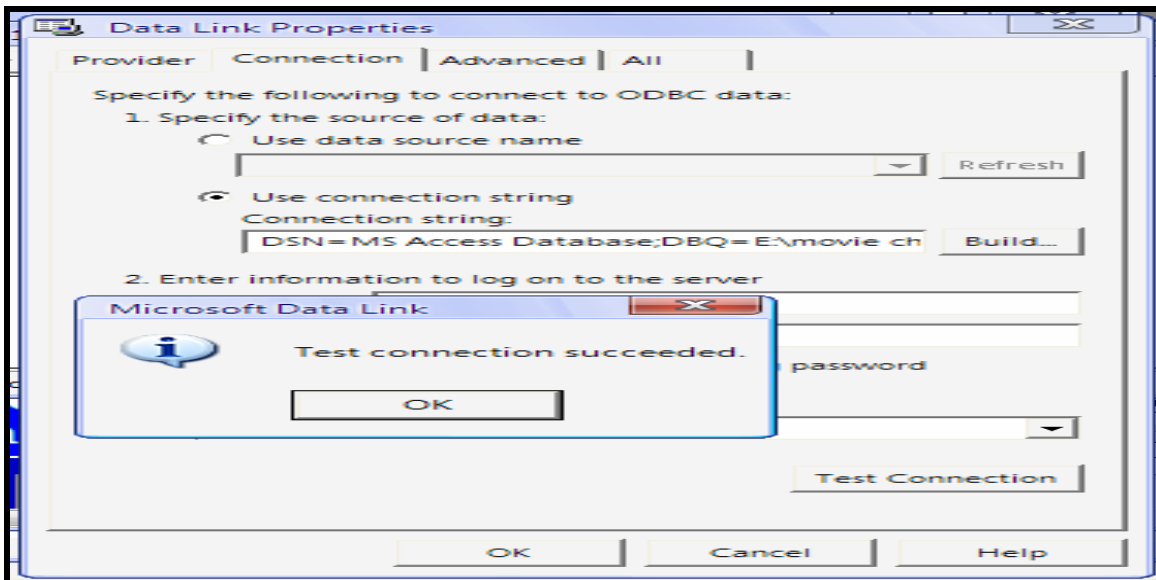 Data Link Properties
Provider Connection Advanced All
Specify the following to connect to ODBC data:
1. Specify the source of data:
Use data source name
Refresh
Use connection string
Connection string:
DSN=MS Access Database;DBQ=E:\movie ch
Build...
2. Enter information to log on to the server
Microsoft Data Link
Test connection succeeded.
password
OK
Test Connection
OK Cancel Help